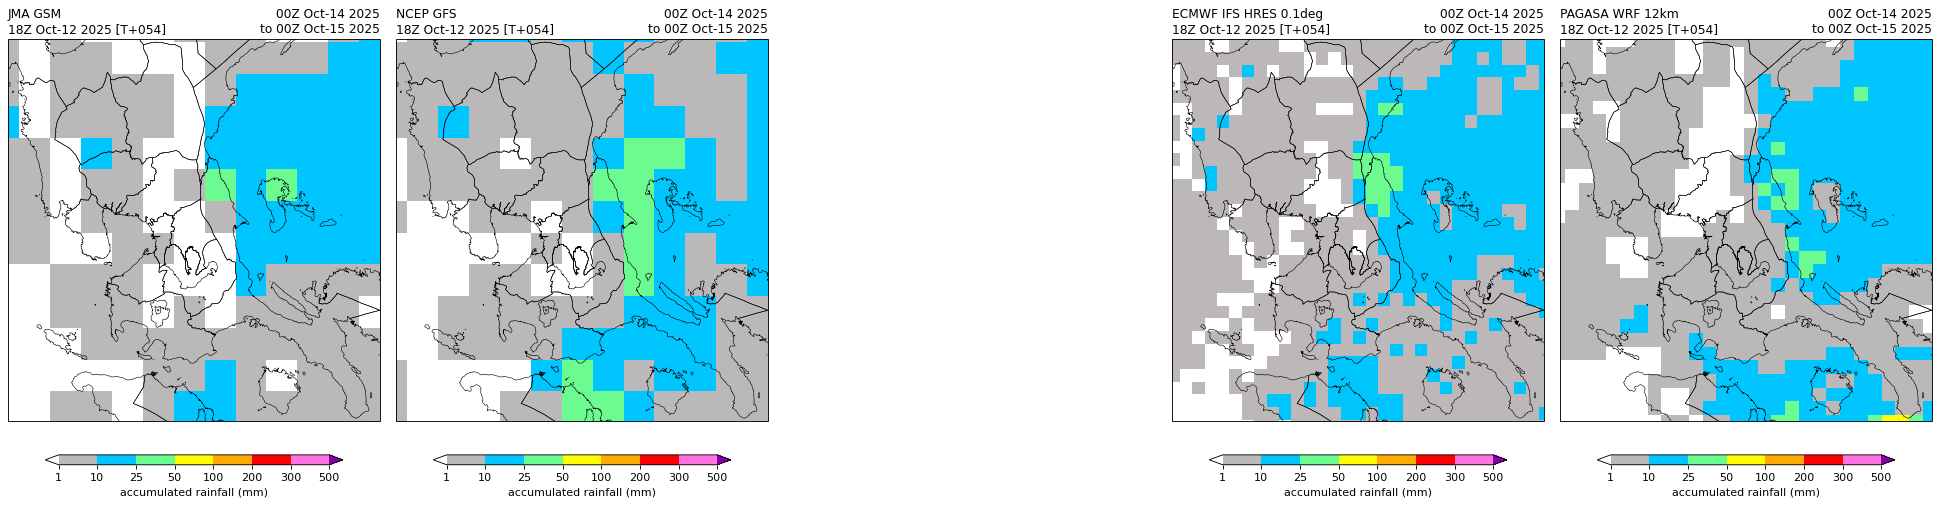 JMA GSM 00Z Oct-14 2025
18Z Oct-12 2025 [T+054] to 00Z Oct-15 2025
NCEP GFS 00Z Oct-14 2025
18Z Oct-12 2025 [T+054] to 00Z Oct-15 2025
ECMWF IFS HRES 0.1deg 00Z Oct-14 2025
18Z Oct-12 2025 [T+054] to 00Z Oct-15 2025
PAGASA WRF 12km 00Z Oct-14 2025
18Z Oct-12 2025 [T+054] to 00Z Oct-15 2025
1 10 25 50 100 200 300 500
accumulated rainfall (mm)
1 10 25 50 100 200 300 500
accumulated rainfall (mm)
1 10 25 50 100 200 300 500
accumulated rainfall (mm)
1 10 25 50 100 200 300 500
accumulated rainfall (mm)